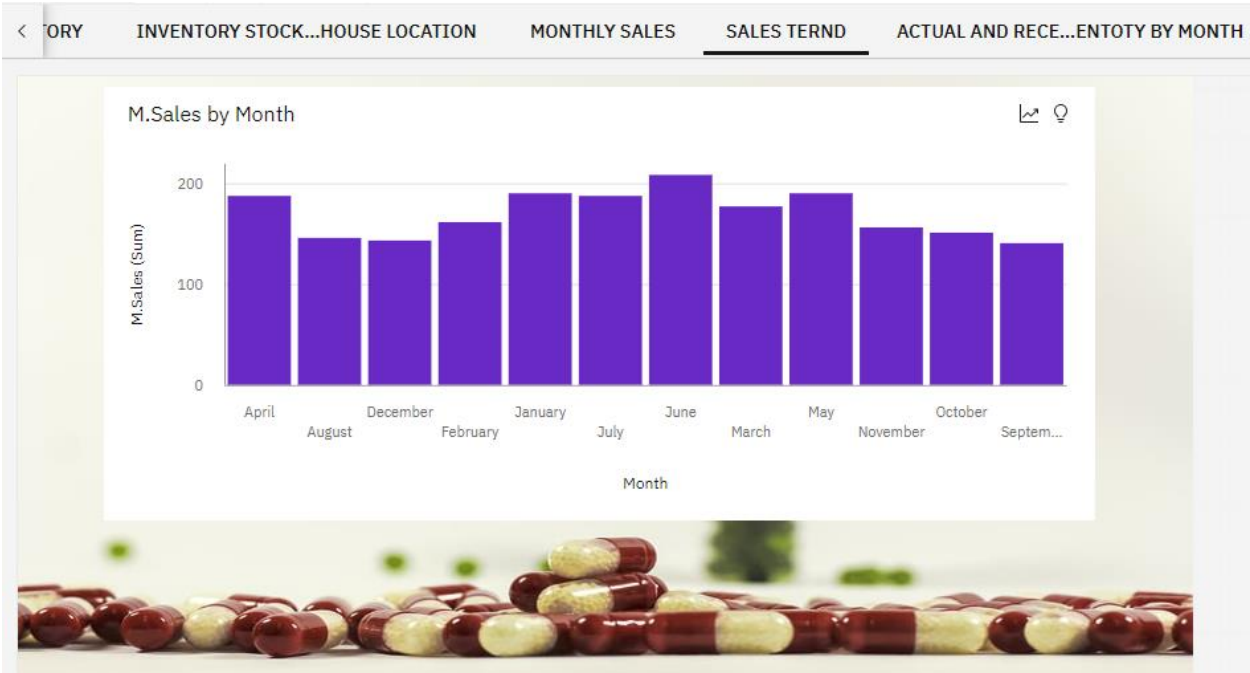 < TORY INVENTORY STOCK...HOUSE LOCATION MONTHLY SALES SALES TERND ACTUAL AND RECE...ENTOTY BY MONTH
M.Sales by Month
M.Sales (Sum)
200
100
0
April August December February January July June March May November October Septem...
Month